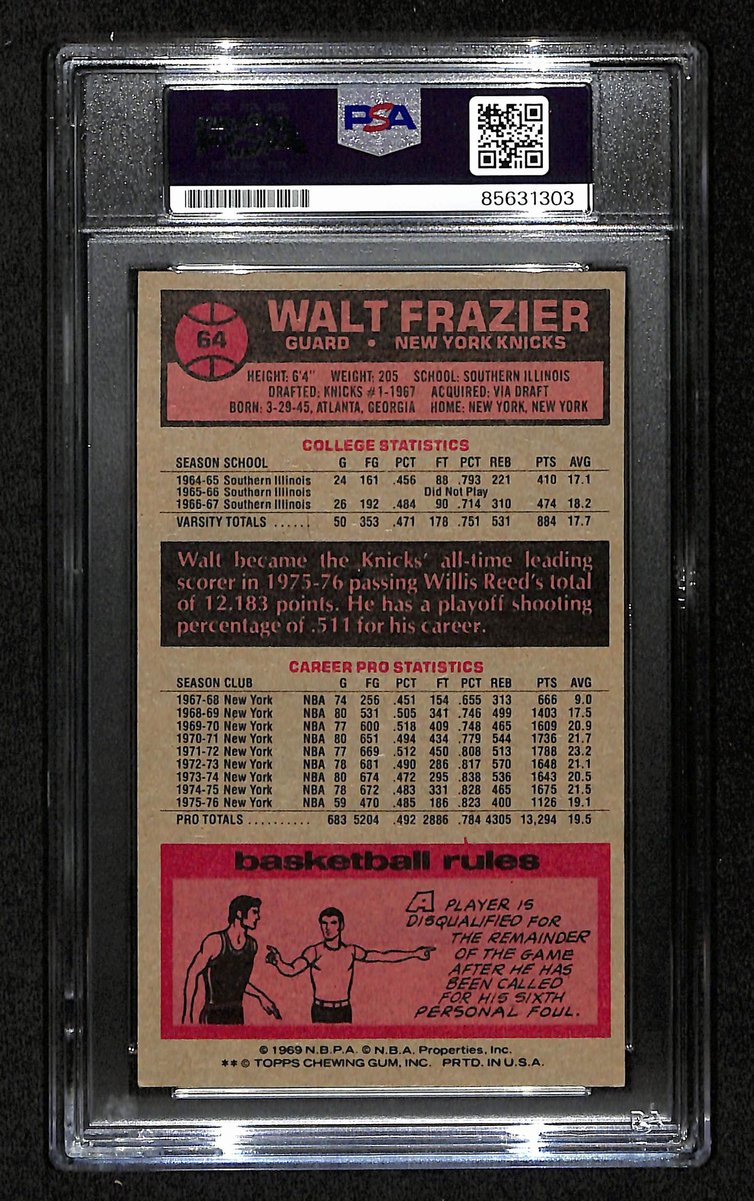 PSA
85631303
64
WALT FRAZIER
GUARD • NEW YORK KNICKS
HEIGHT: 6'4" WEIGHT: 205 SCHOOL: SOUTHERN ILLINOIS
DRAFTED: KNICKS #1-1967 ACQUIRED: VIA DRAFT
BORN: 3-29-45, ATLANTA, GEORGIA HOME: NEW YORK, NEW YORK
COLLEGE STATISTICS
SEASON SCHOOL G FG PCT FT PCT REB PTS AVG
1964-65 Southern Illinois 24 161 .456 88 .793 221 410 17.1
1965-66 Southern Illinois Did Not Play
1966-67 Southern Illinois 26 192 .484 90 .714 310 474 18.2
VARSITY TOTALS ...... 50 353 .471 178 .751 531 884 17.7
Walt became the Knicks' all-time leading
scorer in 1975-76 passing Willis Reed's total
of 12.183 points. He has a playoff shooting
percentage of .511 for his career.
CAREER PRO STATISTICS
SEASON CLUB G FG PCT FT PCT REB PTS AVG
1967-68 New York NBA 74 256 .451 154 .655 313 666 9.0
1968-69 New York NBA 80 531 .505 341 .746 499 1403 17.5
1969-70 New York NBA 77 600 .518 409 .748 465 1609 20.9
1970-71 New York NBA 80 651 .494 434 .779 544 1736 21.7
1971-72 New York NBA 77 669 .512 450 .808 513 1788 23.2
1972-73 New York NBA 78 681 .490 286 .817 570 1648 21.1
1973-74 New York NBA 80 674 .472 295 .838 536 1643 20.5
1974-75 New York NBA 78 672 .483 331 .828 465 1675 21.5
1975-76 New York NBA 59 470 .485 186 .823 400 1126 19.1
PRO TOTALS .......... 683 5204 .492 2886 .784 4305 13,294 19.5
basketball rules
A PLAYER IS
DISQUALIFIED FOR
THE REMAINDER
OF THE GAME
AFTER HE HAS
BEEN CALLED
FOR HIS SIXTH
PERSONAL FOUL.
© 1969 N.B.P.A. © N.B.A. Properties, Inc.
** © TOPPS CHEWING GUM, INC. PRTD. IN U.S.A.